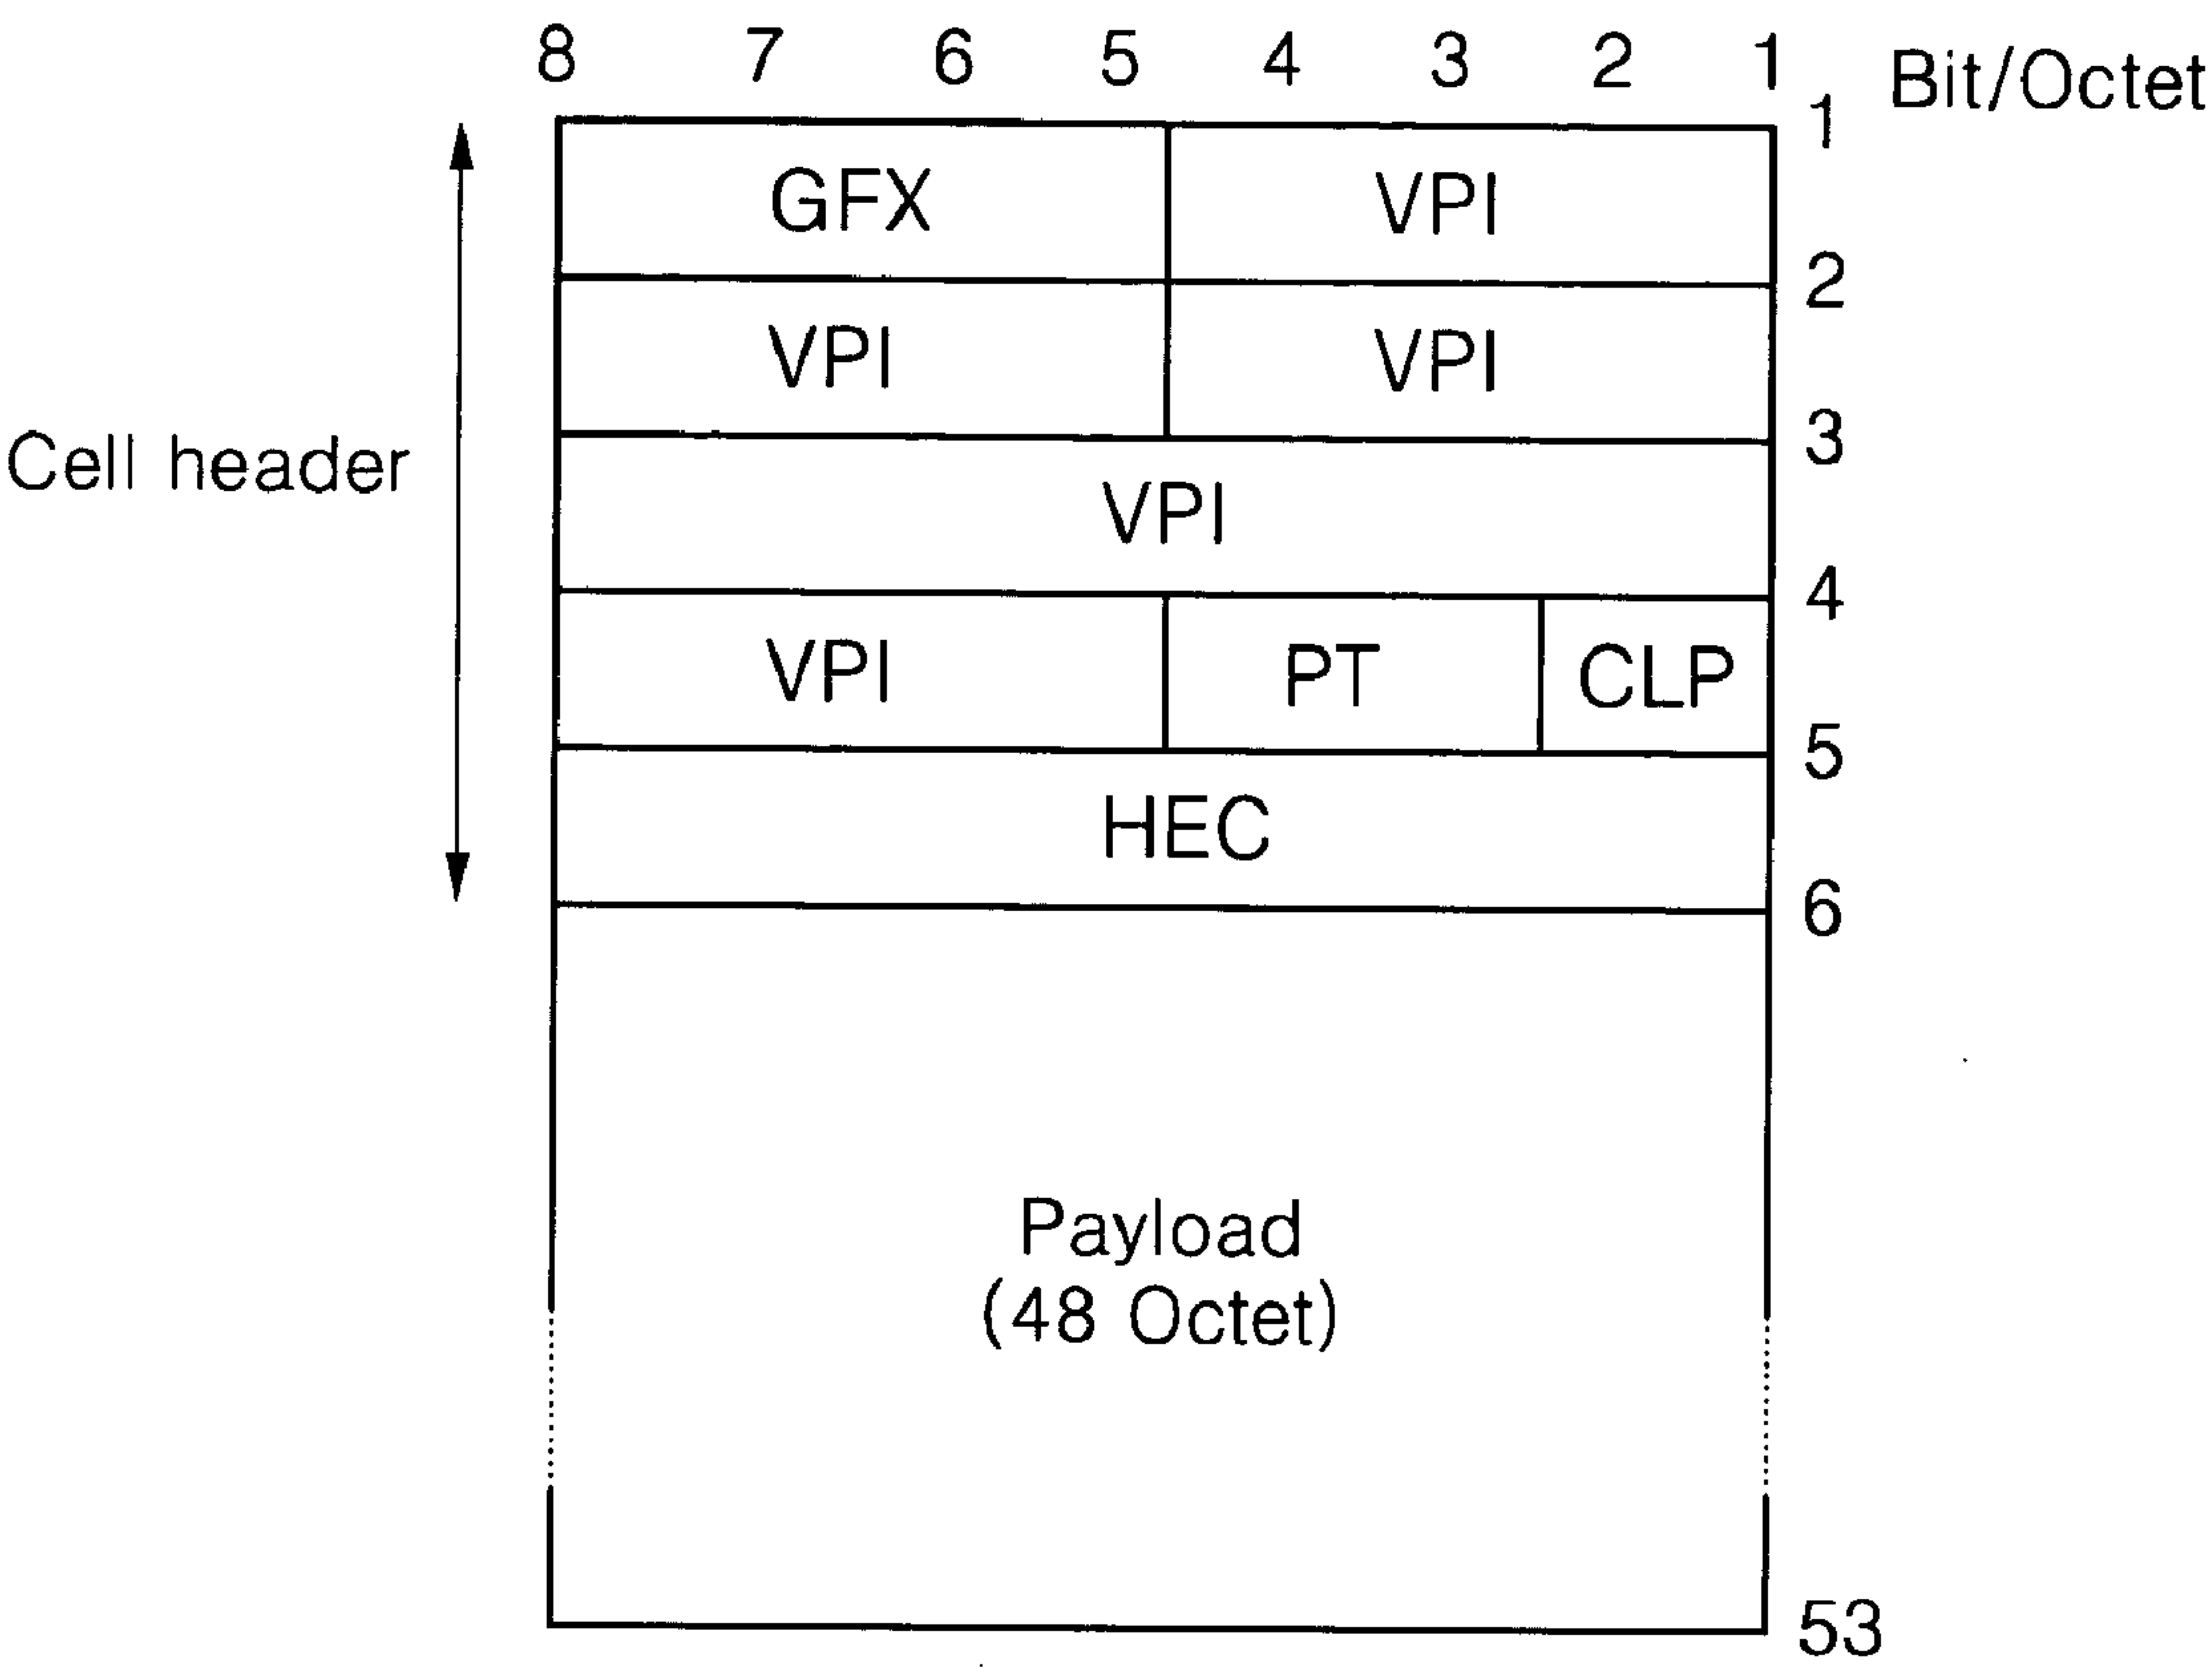 8 7 6 5 4 3 2 1 Bit/Octet
1
GFX VPI
2
VPI VPI
3
Cell header
VPI
4
VPI PT CLP
5
HEC
6
Payload
(48 Octet)
53